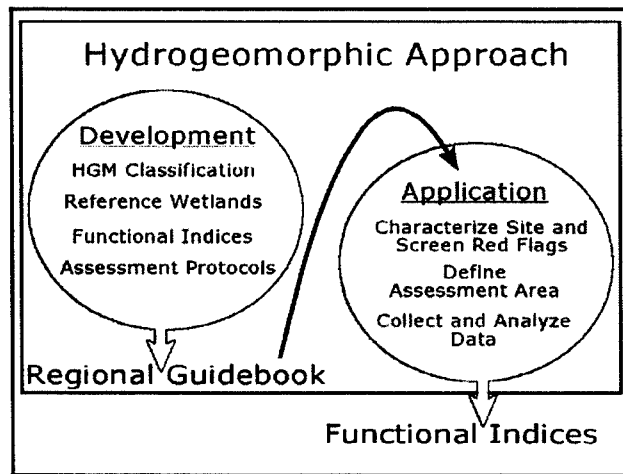 Hydrogeomorphic Approach
Development
HGM Classification
Reference Wetlands
Functional Indices
Assessment Protocols
Regional Guidebook
Application
Characterize Site and
Screen Red Flags
Define
Assessment Area
Collect and Analyze
Data
Functional Indices